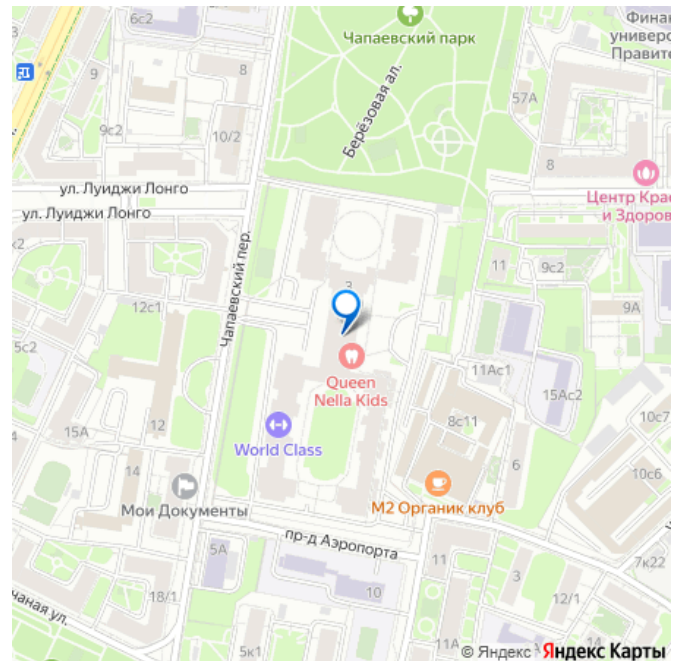 6с2
Чапаевский парк
Финан
универс
Правите
9
8
57А
Берёзовая ал.
9с2
10/2
8
ул. Луиджи Лонго
Центр Крас
и Здоров
ул. Луиджи Лонго
Чапаевский пер.
11
9с2
3
9А
12с1
5с2
Queen
Nella Kids
11Ас1
15Ас2
8с11
10с7
15А
12
World Class
14
6
10с6
Мои Документы
М2 Органик клуб
пр-д Аэропорта
5А
11
7к22
10
3
чаная ул.
18/1
12/1
5к1
11А
14
© Яндекс Яндекс Карты